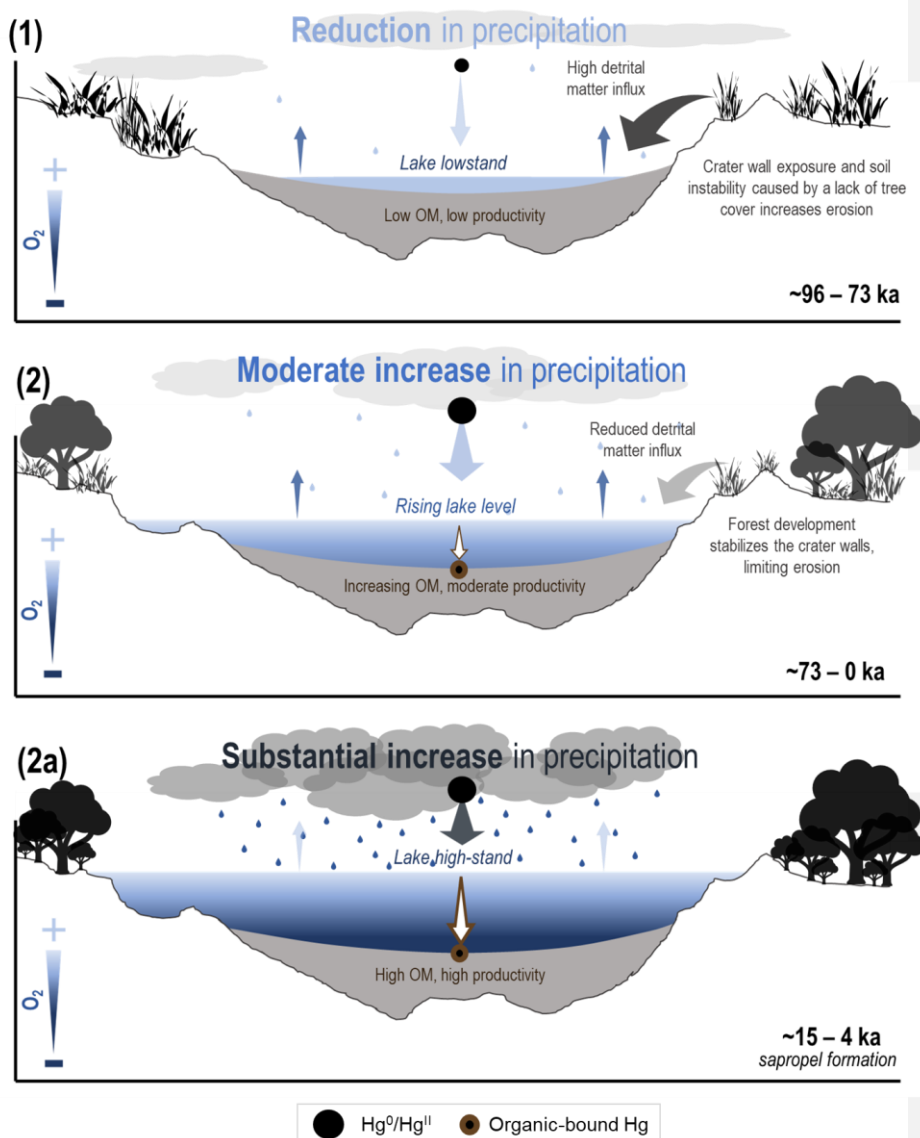 (1)
Reduction in precipitation
High detrital
matter influx
Lake lowstand
Low OM, low productivity
Crater wall exposure and soil
instability caused by a lack of tree
cover increases erosion
+
O₂
−
~96 – 73 ka
(2)
Moderate increase in precipitation
Reduced detrital
matter influx
Rising lake level
Increasing OM, moderate productivity
Forest development
stabilizes the crater walls,
limiting erosion
+
O₂
−
~73 – 0 ka
(2a)
Substantial increase in precipitation
Lake high-stand
High OM, high productivity
+
O₂
−
~15 – 4 ka
sapropel formation
Hg⁰/Hgᴵᴵ
Organic-bound Hg